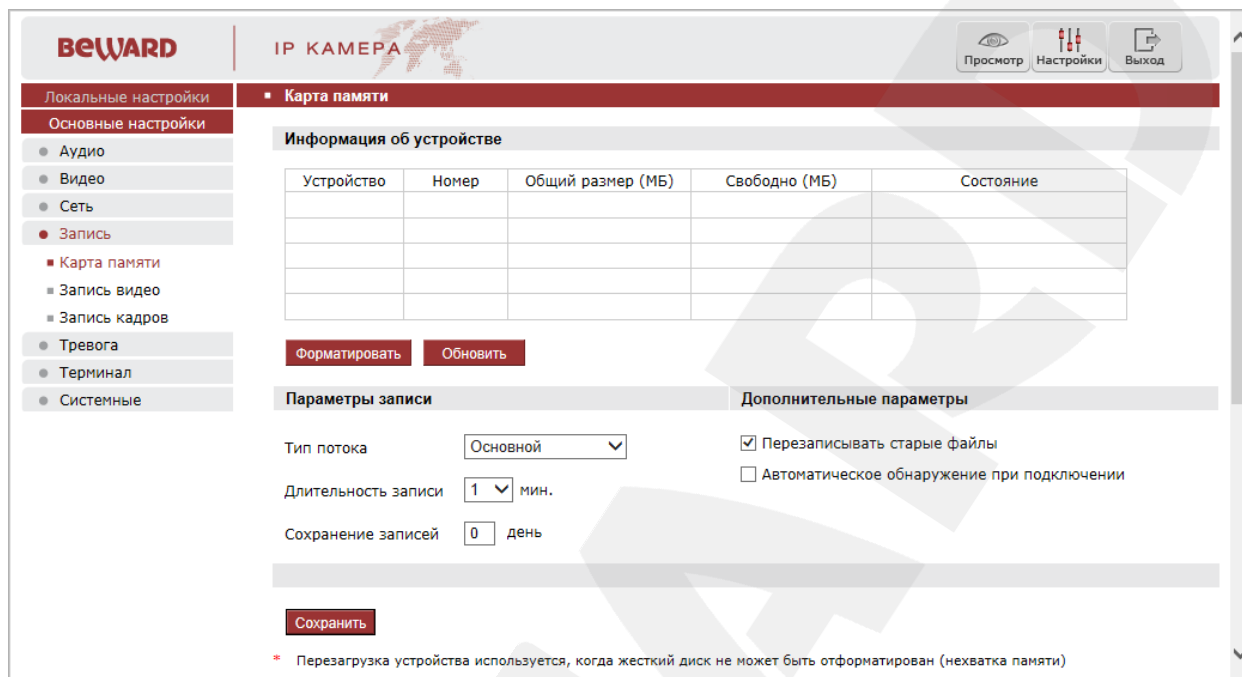 BEWARD
IP КАМЕРА
Просмотр
Настройки
Выход
Локальные настройки
Основные настройки
Аудио
Видео
Сеть
Запись
Карта памяти
Запись видео
Запись кадров
Тревога
Терминал
Системные
Карта памяти
Информация об устройстве
Устройство Номер Общий размер (МБ) Свободно (МБ) Состояние
Форматировать Обновить
Параметры записи Дополнительные параметры
Тип потока Основной
Перезаписывать старые файлы
Автоматическое обнаружение при подключении
Длительность записи 1 мин.
Сохранение записей 0 день
Сохранить
* Перезагрузка устройства используется, когда жесткий диск не может быть отформатирован (нехватка памяти)